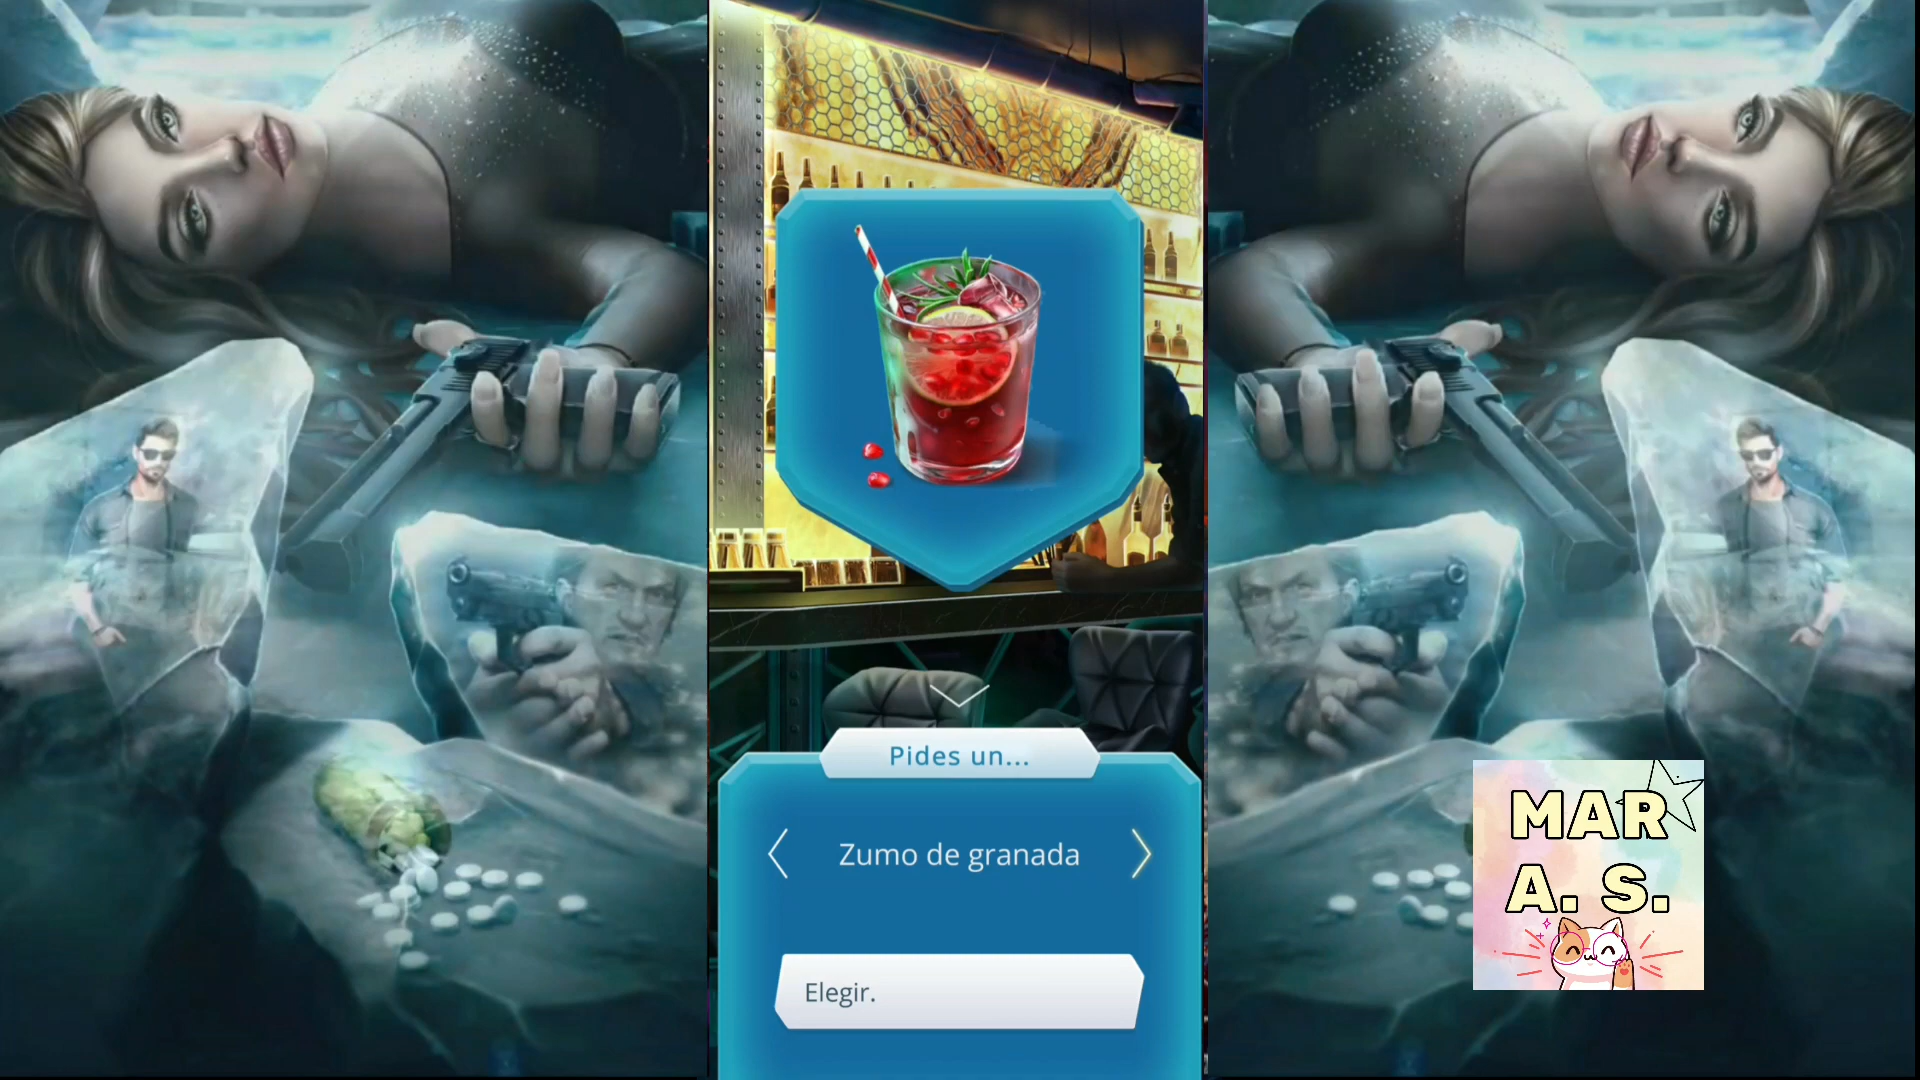 Pides un...
Zumo de granada
Elegir.
MAR
A. S.